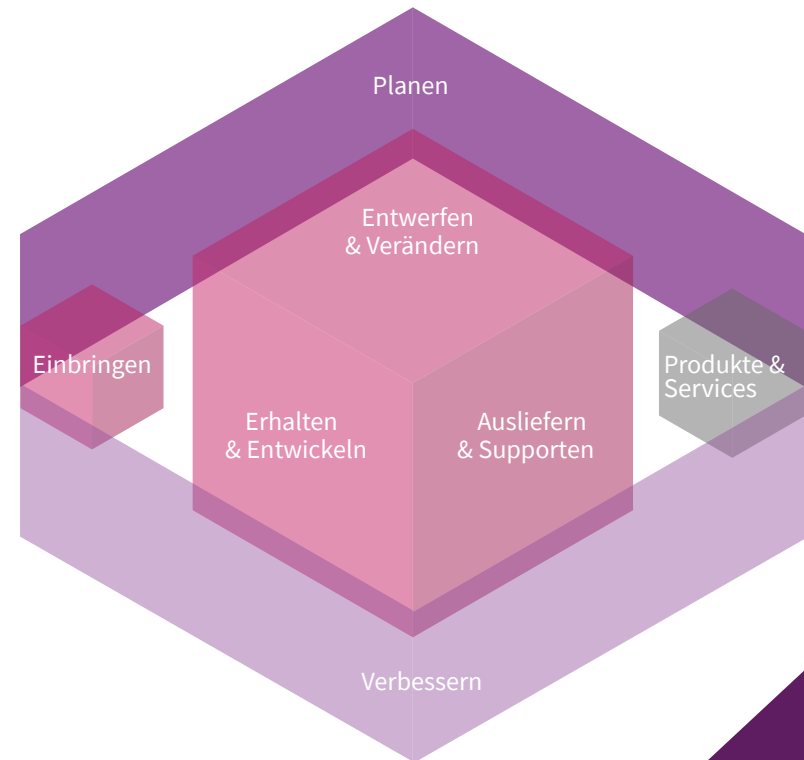 Planen
Entwerfen
& Verändern
Einbringen
Produkte &
Services
Erhalten
& Entwickeln
Ausliefern
& Supporten
Verbessern